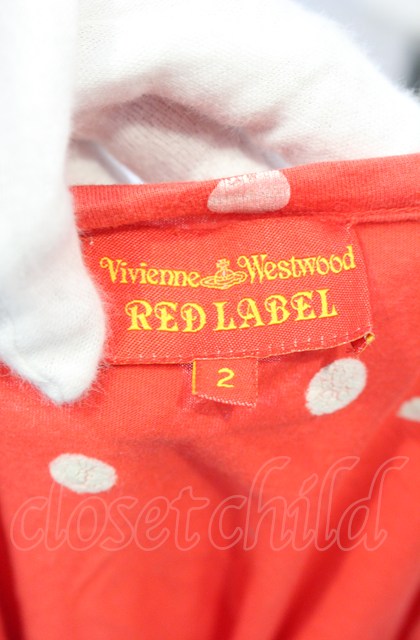 Vivienne Westwood
RED LABEL
2
closet child